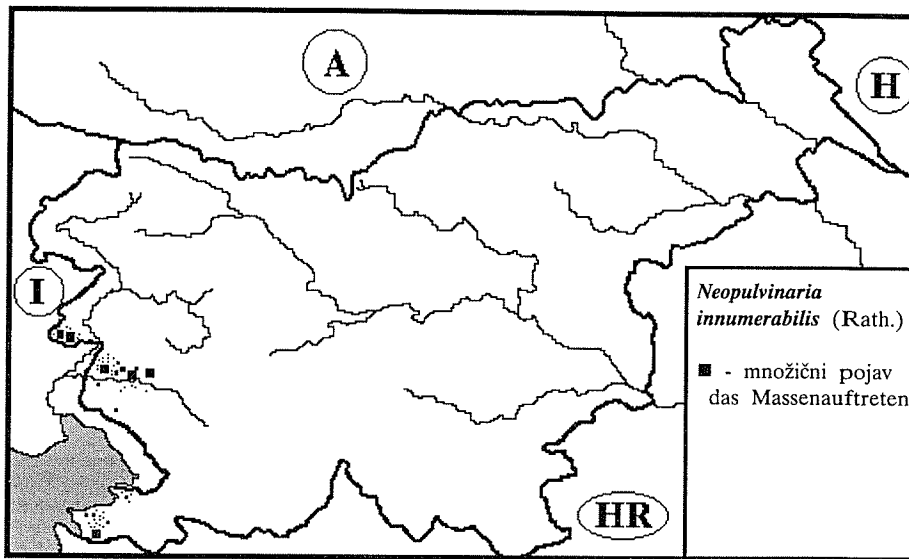 A
H
I
Neopulvinaria
innumerabilis (Rath.)
■ - množični pojav
das Massenauftreten
HR